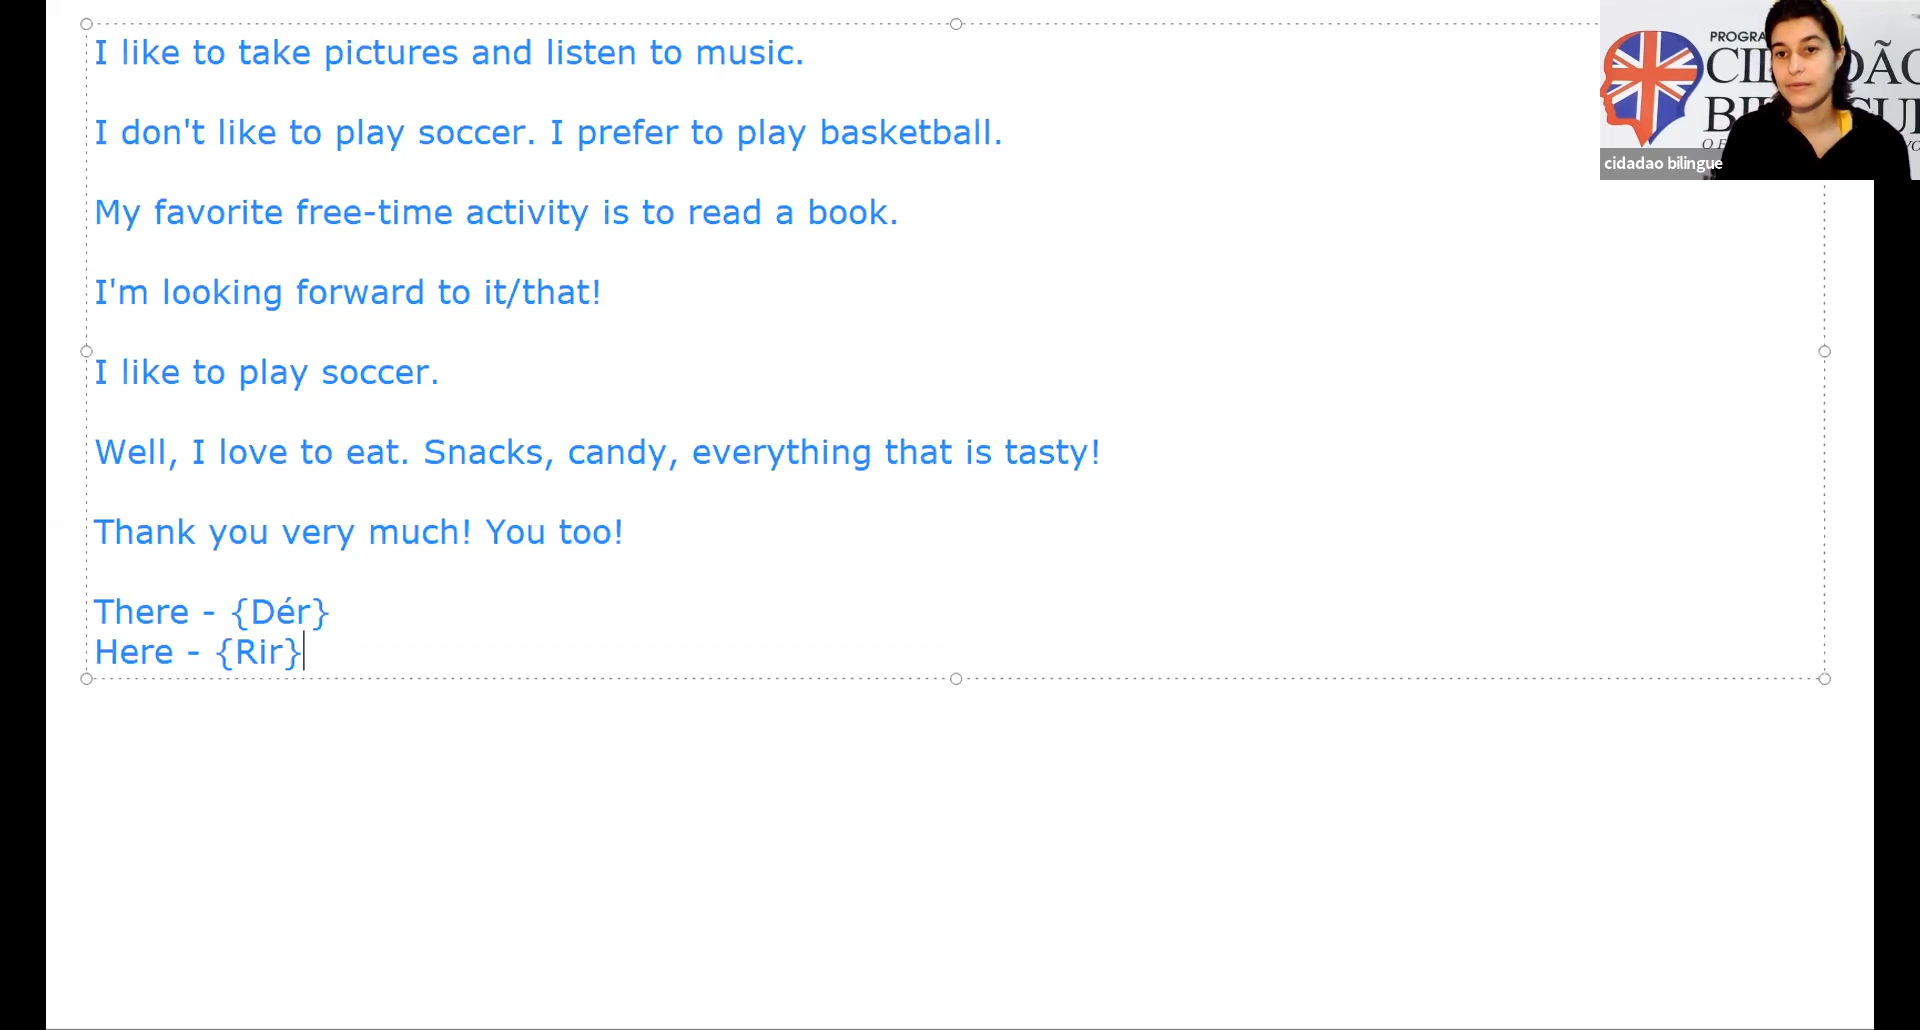 I like to take pictures and listen to music.
I don't like to play soccer. I prefer to play basketball.
My favorite free-time activity is to read a book.
I'm looking forward to it/that!
I like to play soccer.
Well, I love to eat. Snacks, candy, everything that is tasty!
Thank you very much! You too!
There - {Dér}
Here - {Rir}
cidadao bilingue